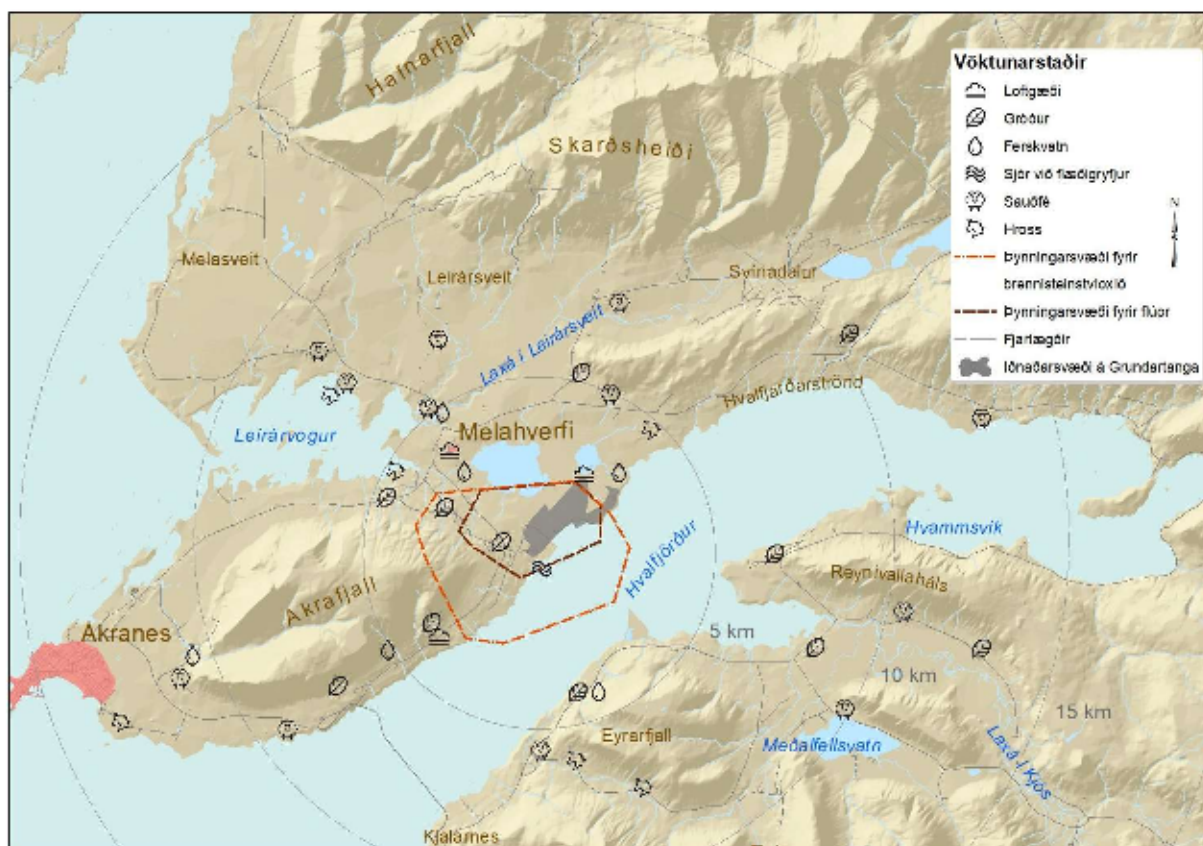 Hafnarfjall
Skarðsheiði
Vöktunarstaðir
Loftgæði
Gróður
Ferskvatn
Sjór við flæðigryfjur
Sauðfé
Hross
Þynningarsvæði fyrir
brennisteinstvíoxíð
Þynningarsvæði fyrir flúor
Fjarlægðir
Iðnaðarsvæði á Grundartanga
N
Melasveit
Leirársveit
Svínadalur
Laxá í Leirársveit
Hvalfjarðarströnd
Leirárvogur
Melahverfi
Hvalfjörður
Hvammsvík
Reynivallaháls
Akrafjall
Akranes
5 km
10 km
15 km
Eyrarfjall
Meðalfellsvatn
Laxá í Kjós
Kjalarnes